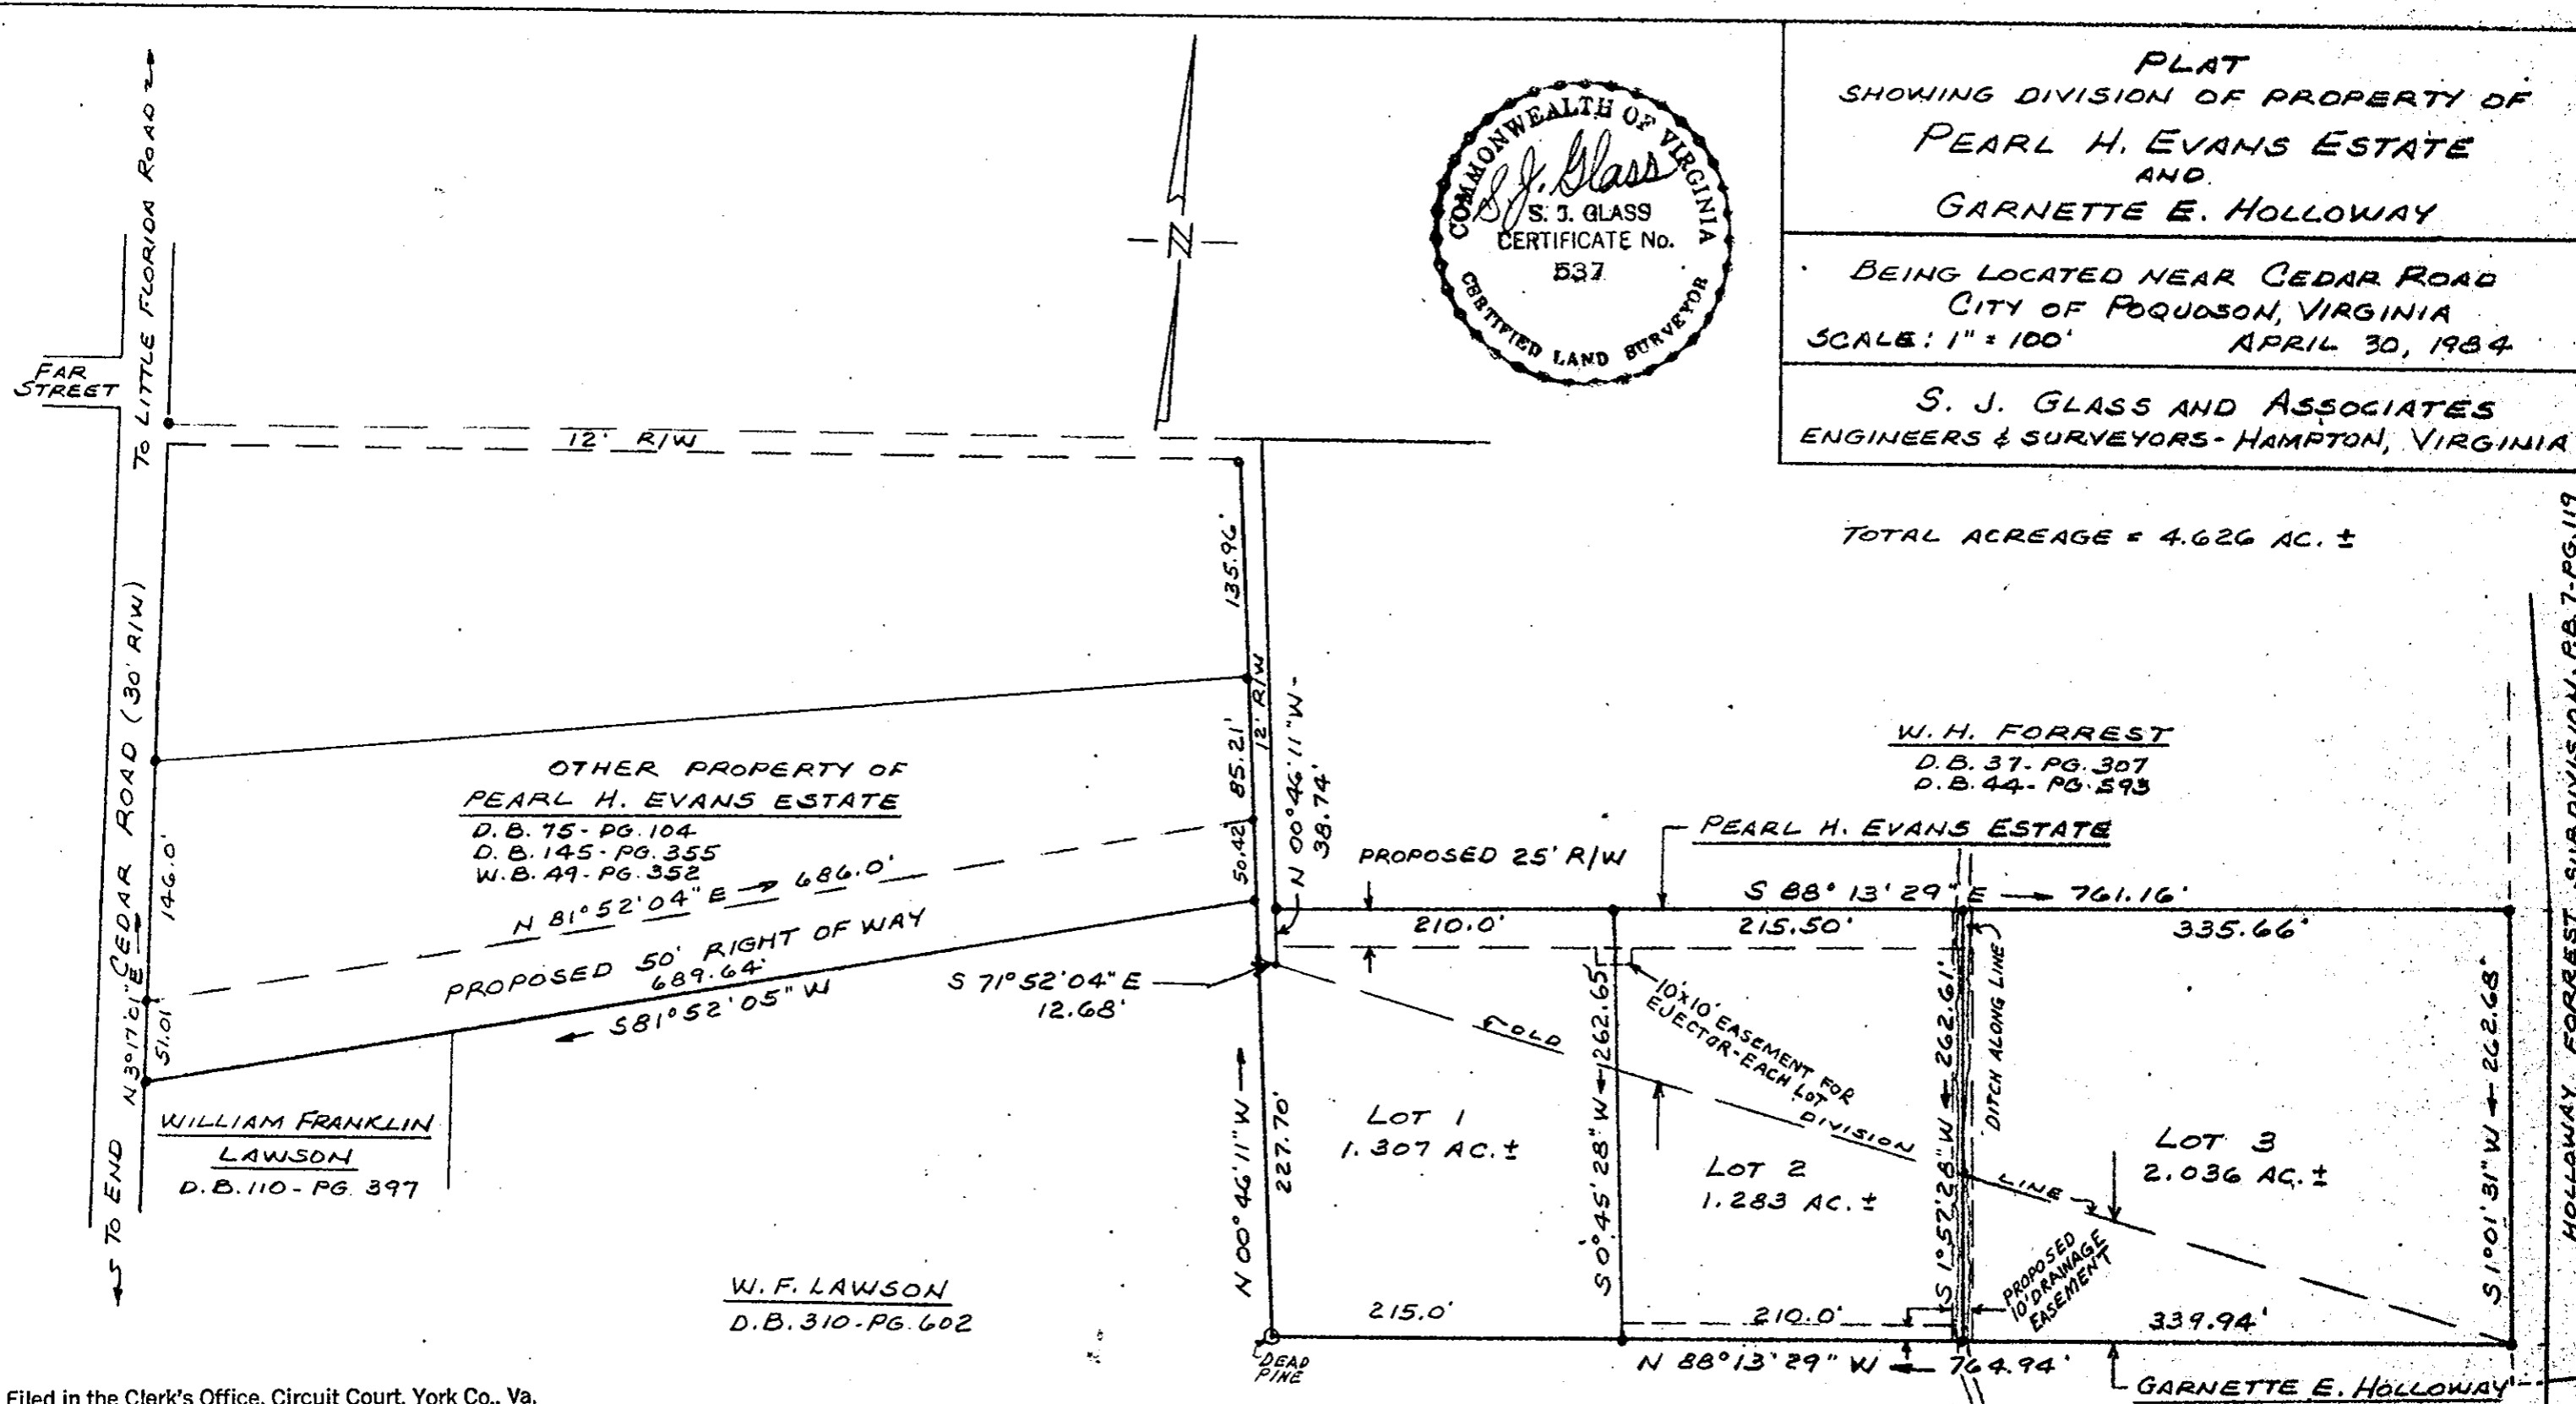 PLAT
SHOWING DIVISION OF PROPERTY OF
PEARL H. EVANS ESTATE
AND
GARNETTE E. HOLLOWAY
BEING LOCATED NEAR CEDAR ROAD
CITY OF POQUOSON, VIRGINIA
SCALE: 1" = 100' APRIL 30, 1984
S. J. GLASS AND ASSOCIATES
ENGINEERS & SURVEYORS - HAMPTON, VIRGINIA
COMMONWEALTH OF VIRGINIA
S. J. Glass
S. J. GLASS
CERTIFICATE No.
537
CERTIFIED LAND SURVEYOR
N
TOTAL ACREAGE = 4.626 AC. ±
TO LITTLE FLORIDA ROAD
FAR
STREET
12' R/W
CEDAR ROAD (30' R/W)
N 3°17'01" E
146.0'
51.01'
TO END
135.96'
12' R/W
85.21'
50.42'
N 00°46'11" W -
38.74'
OTHER PROPERTY OF
PEARL H. EVANS ESTATE
D.B. 75 - PG. 104
D.B. 145 - PG. 355
W.B. 49 - PG. 352
N 81°52'04" E 686.0'
PROPOSED 50' RIGHT OF WAY
689.64'
S81°52'05" W
S 71°52'04" E
12.68'
WILLIAM FRANKLIN
LAWSON
D.B. 110 - PG. 397
W.F. LAWSON
D.B. 310 - PG. 602
W. H. FORREST
D.B. 37 - PG. 307
D.B. 44 - PG. 593
PEARL H. EVANS ESTATE
PROPOSED 25' R/W
S 88° 13' 29" E 761.16'
210.0'
215.50'
335.66'
N 00°46'11" W
227.70'
LOT 1
1.307 AC. ±
S 0°45'28" W 262.65'
10'x10' EASEMENT FOR
EJECTOR - EACH LOT
OLD DIVISION LINE
LOT 2
1.283 AC. ±
S 1°57'28" W 262.61'
DITCH ALONG LINE
LOT 3
2.036 AC. ±
S 1°01'31" W 262.68'
PROPOSED
10' DRAINAGE
EASEMENT
215.0'
210.0'
339.94'
N 88°13'29" W 764.94'
DEAD
PINE
GARNETTE E. HOLLOWAY
HOLLOWAY FORREST SUBDIVISION - P.B. 7 - PG. 119
Filed in the Clerk's Office, Circuit Court, York Co., Va.